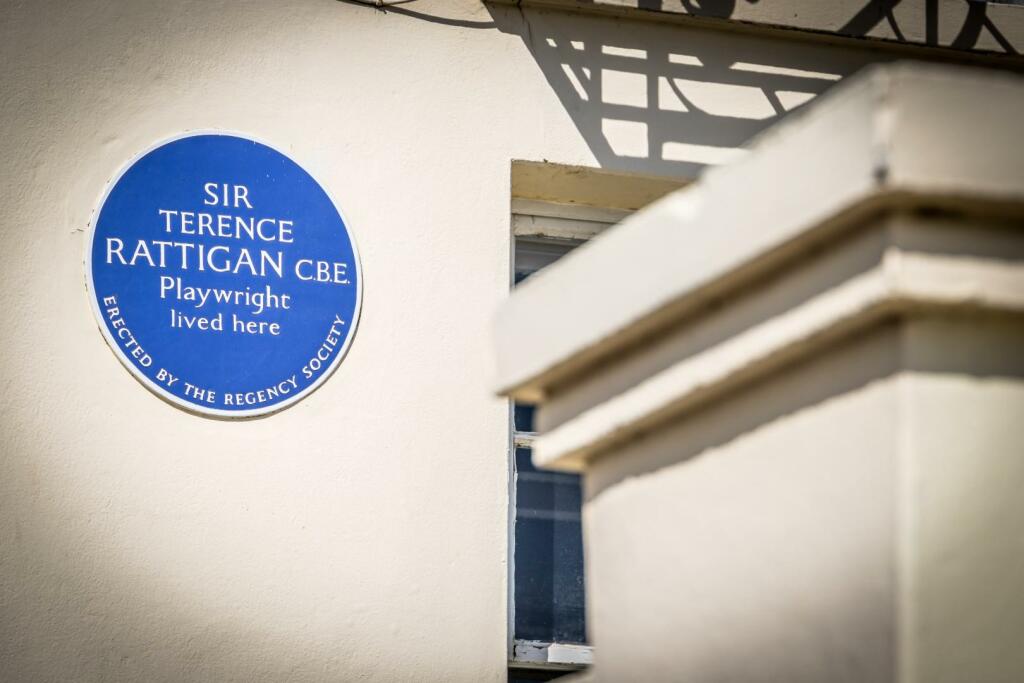 SIR
TERENCE
RATTIGAN C.B.E.
Playwright
lived here
ERECTED BY THE REGENCY SOCIETY